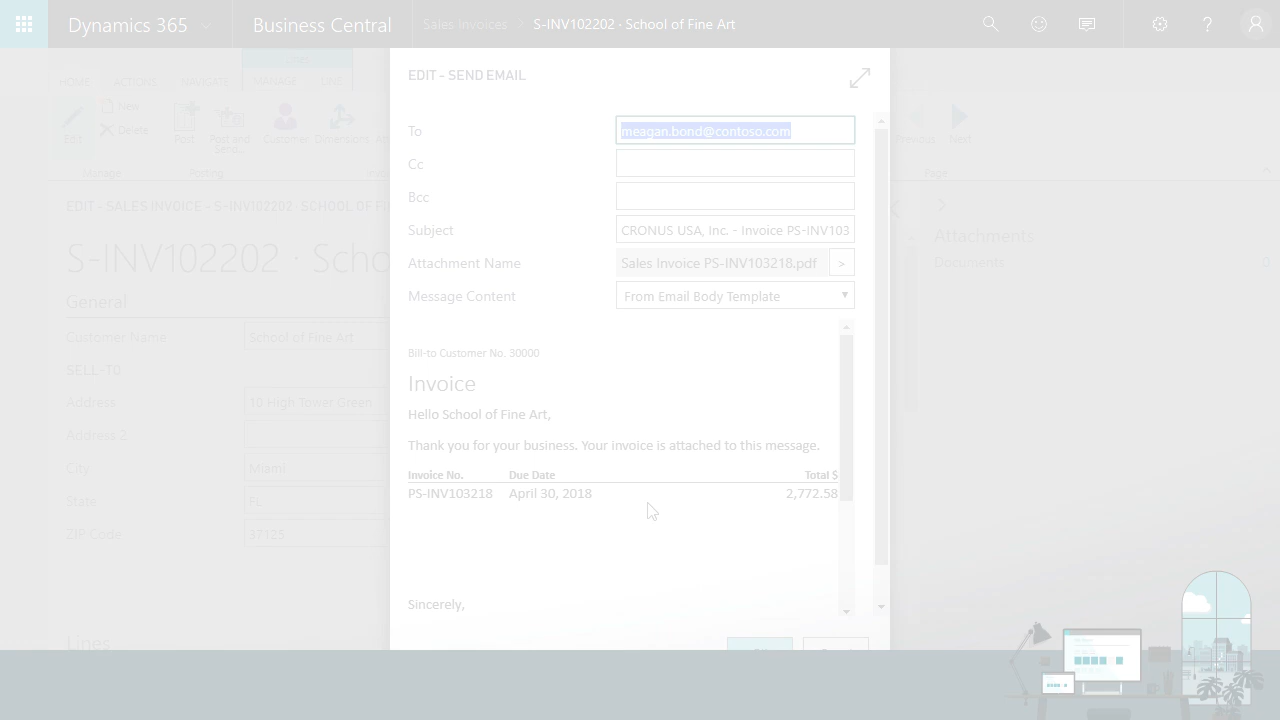 Dynamics 365
Business Central
Sales Invoices > S-INV102202 · School of Fine Art
?
LINES
HOME ACTIONS NAVIGATE MANAGE LINE
Edit
New
Delete
Post
Post and Send...
Customer
Dimensions
Previous
Next
Manage
Posting
Page
EDIT - SALES INVOICE - S-INV102202 · SCHOOL OF
S-INV102202 · Scho
General
Customer Name School of Fine Art
SELL-TO
Address 10 High Tower Green
Address 2
City Miami
State FL
ZIP Code 37125
Lines
EDIT - SEND EMAIL
To meagan.bond@contoso.com
Cc
Bcc
Subject CRONUS USA, Inc. - Invoice PS-INV103
Attachment Name Sales Invoice PS-INV103218.pdf >
Message Content From Email Body Template
Bill-to Customer No. 30000
Invoice
Hello School of Fine Art,
Thank you for your business. Your invoice is attached to this message.
Invoice No. Due Date Total $
PS-INV103218 April 30, 2018 2,772.58
Sincerely,
Attachments
Documents 0